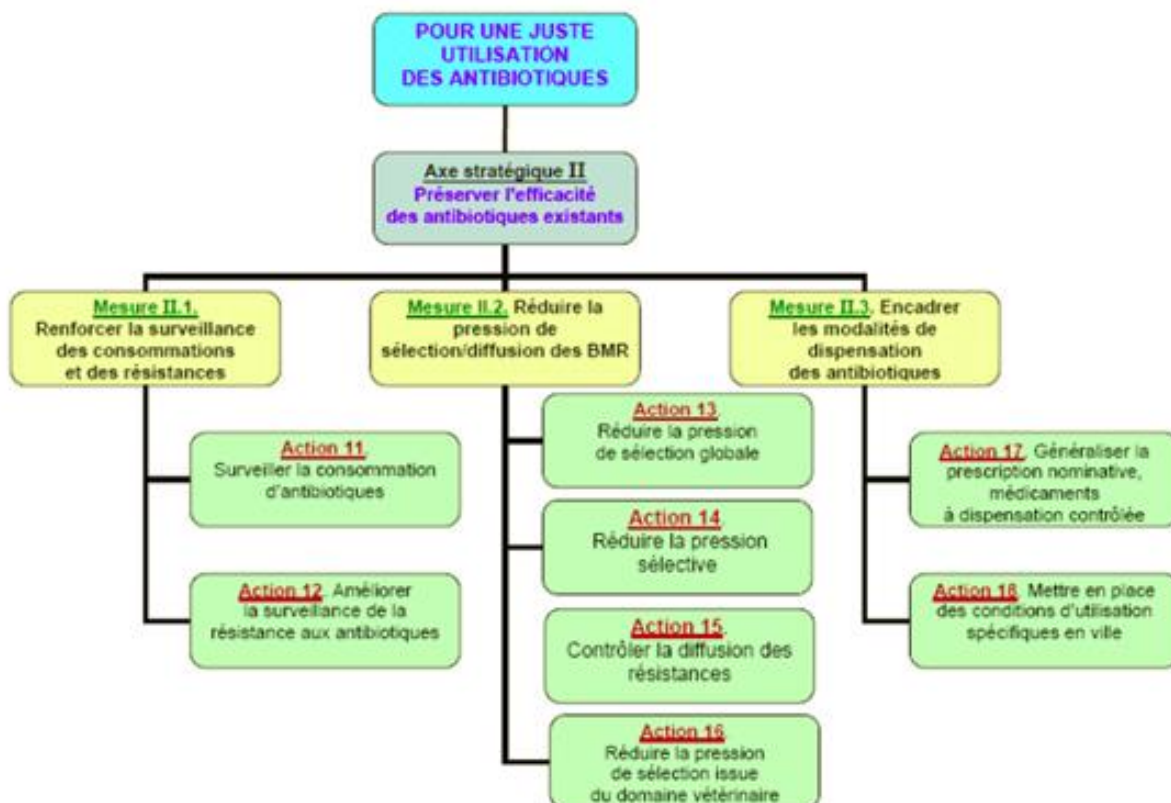 POUR UNE JUSTE
UTILISATION
DES ANTIBIOTIQUES
Axe stratégique II
Préserver l'efficacité
des antibiotiques existants
Mesure II.1.
Renforcer la surveillance
des consommations
et des résistances
Action 11.
Surveiller la consommation
d'antibiotiques
Action 12. Améliorer
la surveillance de la
résistance aux antibiotiques
Mesure II.2. Réduire la
pression de
sélection/diffusion des BMR
Action 13.
Réduire la pression
de sélection globale
Action 14.
Réduire la pression
sélective
Action 15.
Contrôler la diffusion des
résistances
Action 16.
Réduire la pression
de sélection issue
du domaine vétérinaire
Mesure II.3. Encadrer
les modalités de
dispensation
des antibiotiques
Action 17. Généraliser la
prescription nominative,
médicaments
à dispensation contrôlée
Action 18. Mettre en place
des conditions d'utilisation
spécifiques en ville